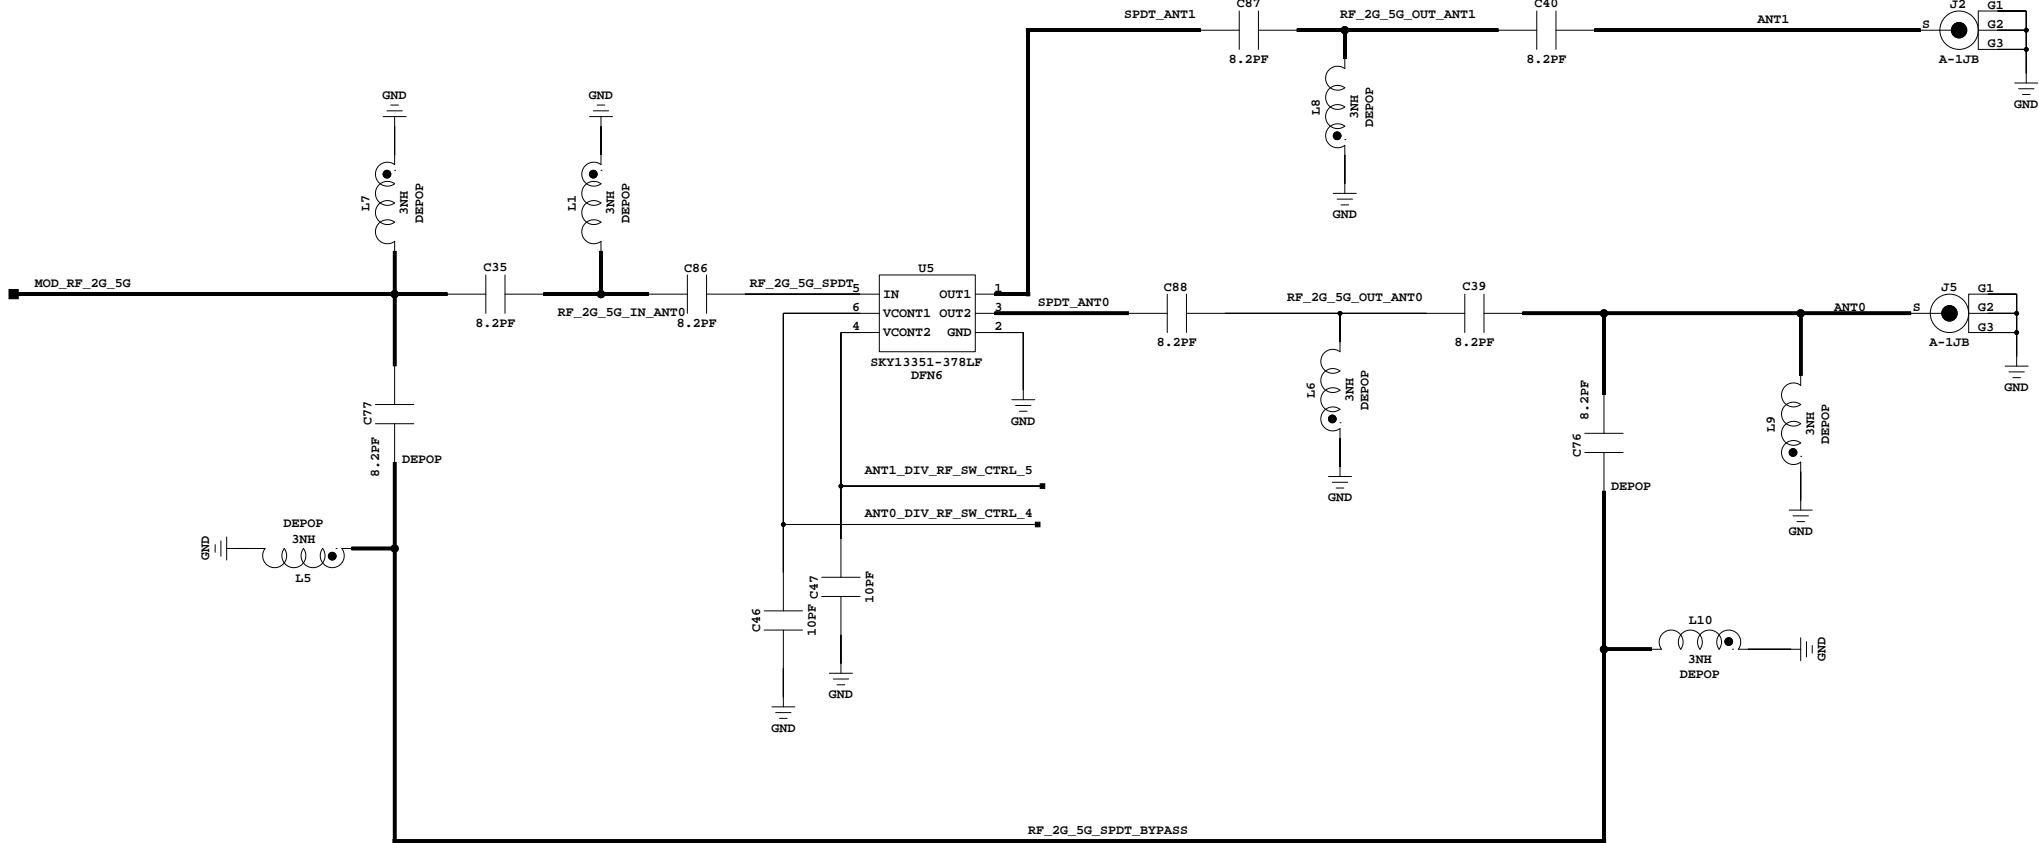 C87
C40
J2
G1
SPDT_ANT1
RF_2G_5G_OUT_ANT1
ANT1
S
G2
G3
8.2PF
8.2PF
A-1JB
GND
L8
3NH
DEPOP
GND
GND
GND
L7
3NH
DEPOP
L1
3NH
DEPOP
MOD_RF_2G_5G
C35
8.2PF
RF_2G_5G_IN_ANT0
C86
8.2PF
RF_2G_5G_SPDT
U5
5
IN
OUT1
1
6
VCONT1
OUT2
3
4
VCONT2
GND
2
SKY13351-378LF
DFN6
GND
SPDT_ANT0
C88
8.2PF
RF_2G_5G_OUT_ANT0
C39
8.2PF
ANT0
S
J5
G1
G2
G3
A-1JB
GND
L6
3NH
DEPOP
GND
8.2PF
C76
DEPOP
L9
3NH
DEPOP
GND
C77
8.2PF
DEPOP
ANT1_DIV_RF_SW_CTRL_5
ANT0_DIV_RF_SW_CTRL_4
GND
DEPOP
3NH
L5
C46
10PF
C47
10PF
GND
GND
L10
3NH
DEPOP
GND
RF_2G_5G_SPDT_BYPASS